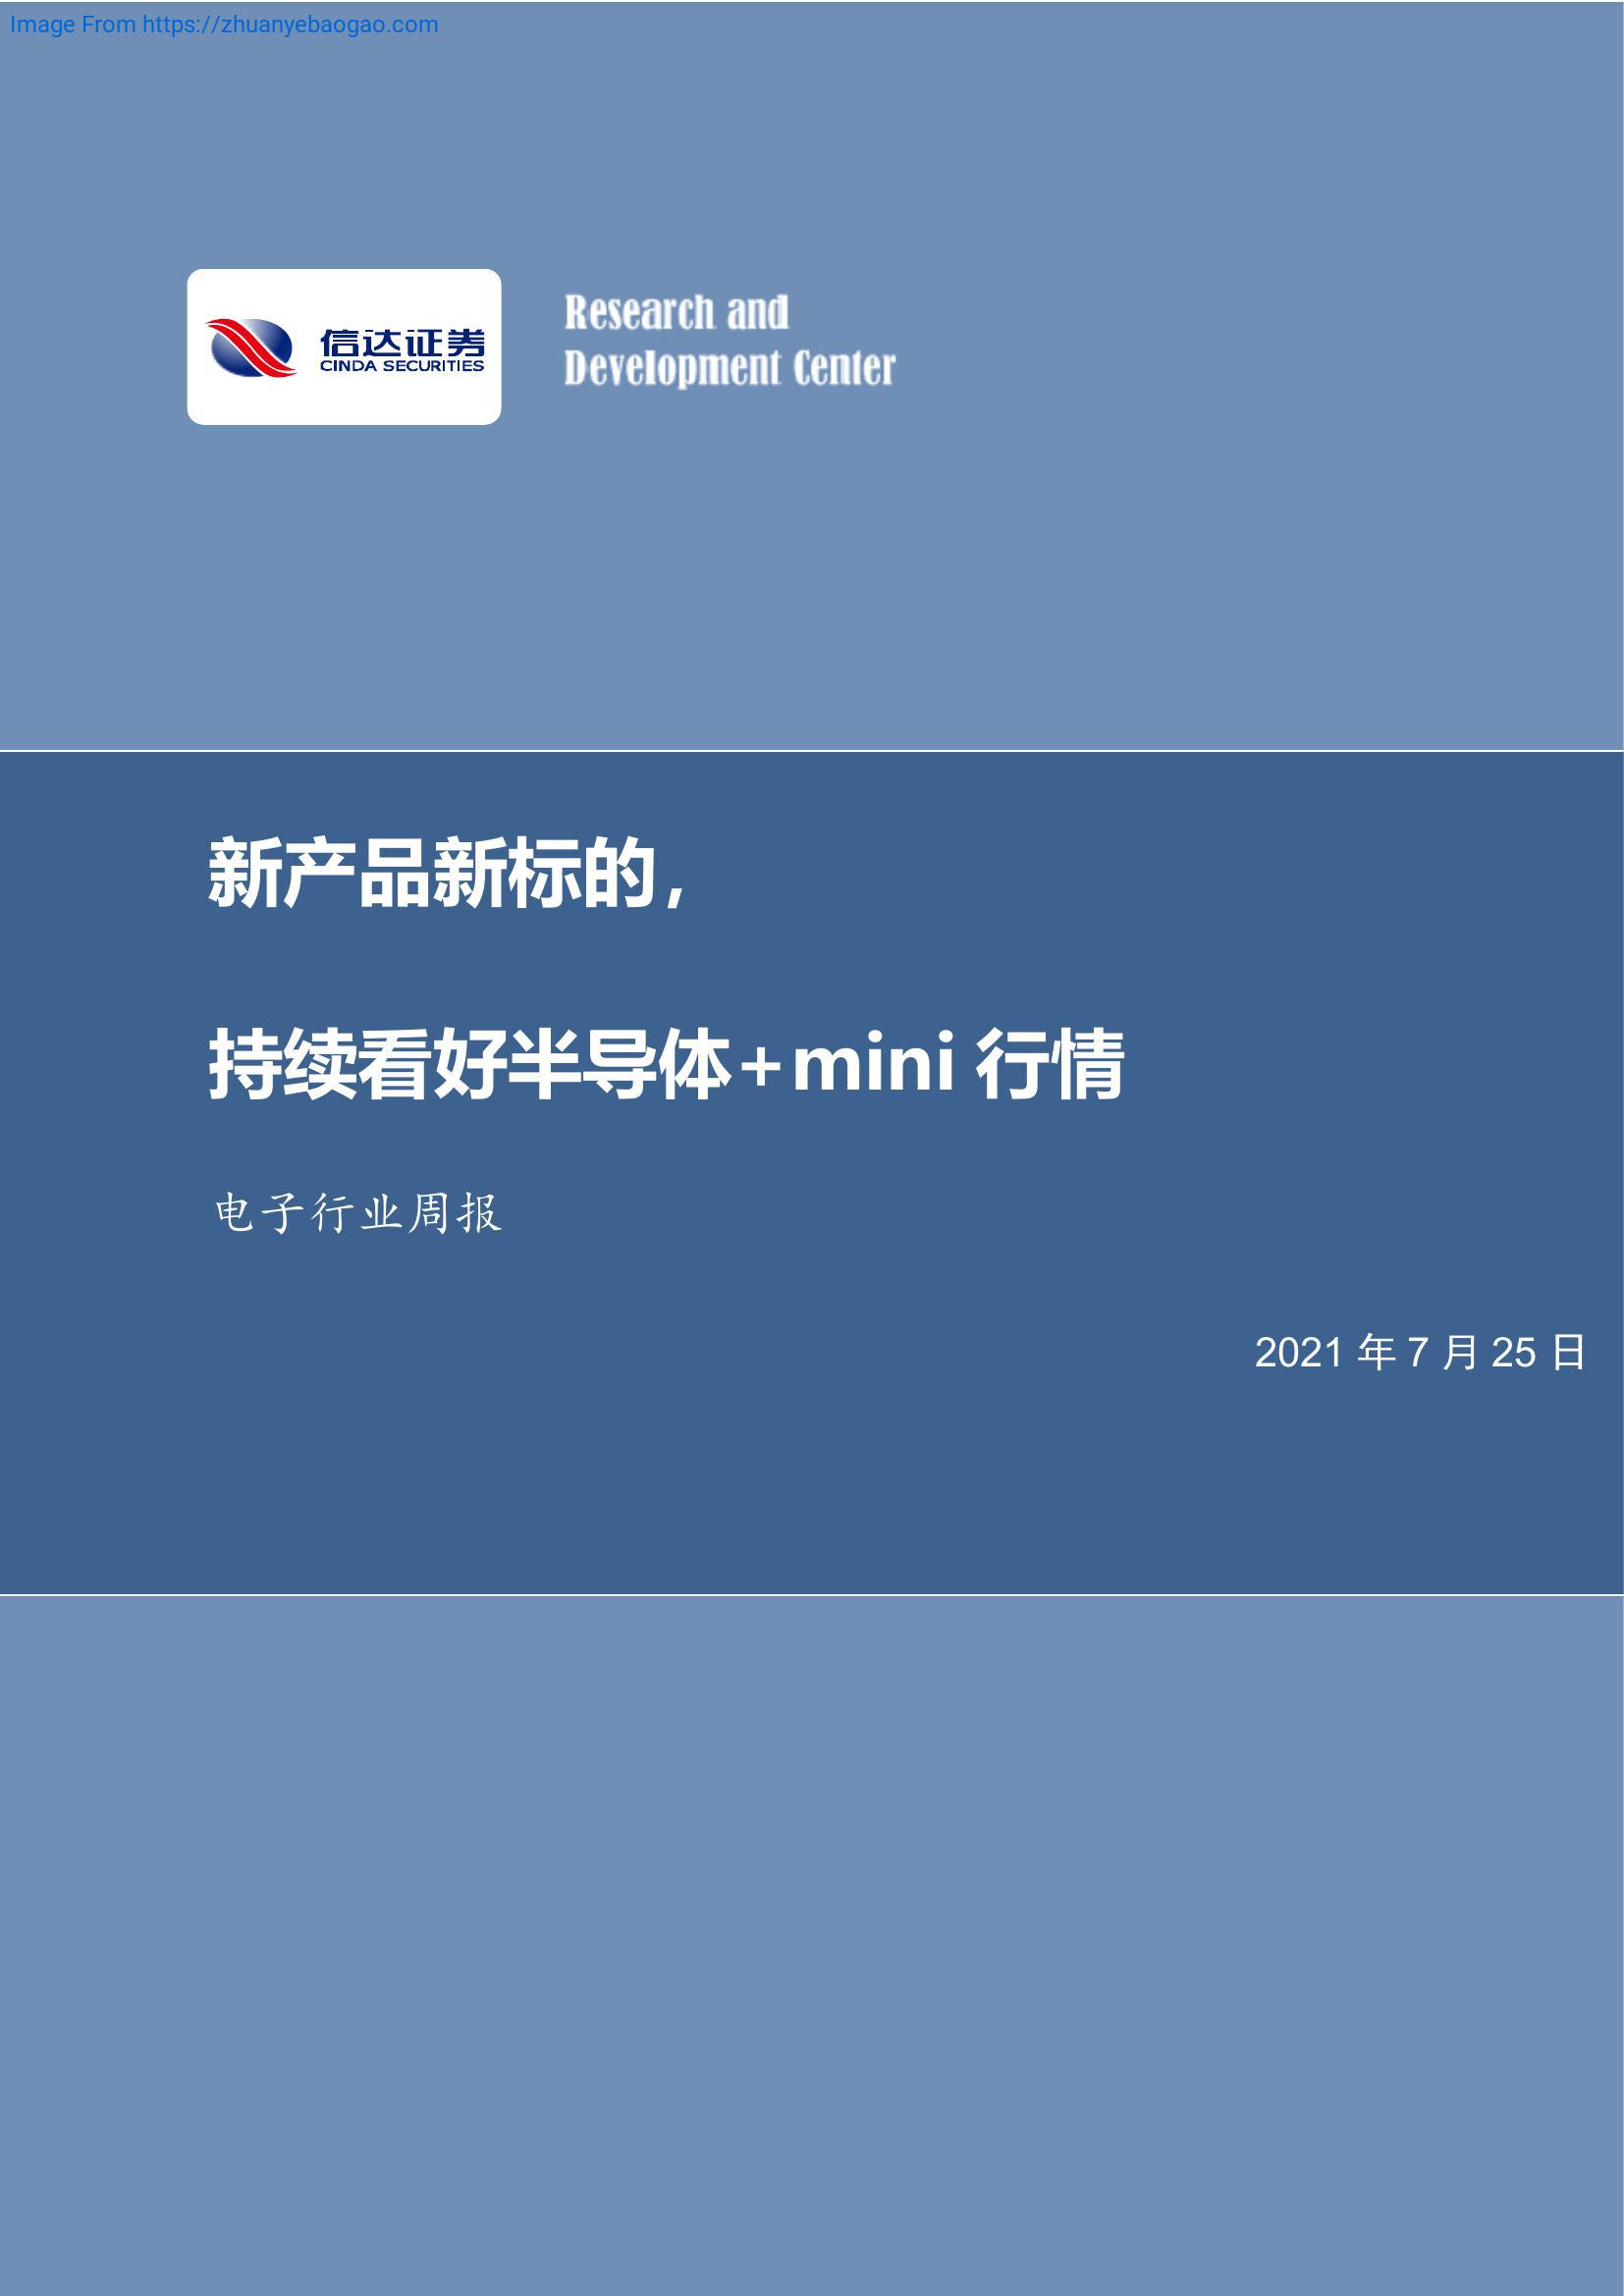 Image From https://zhuanyebaogao.com
信达证券
CINDA SECURITIES
Research and
Development Center
新产品新标的，
持续看好半导体+mini 行情
电子行业周报
2021 年 7 月 25 日